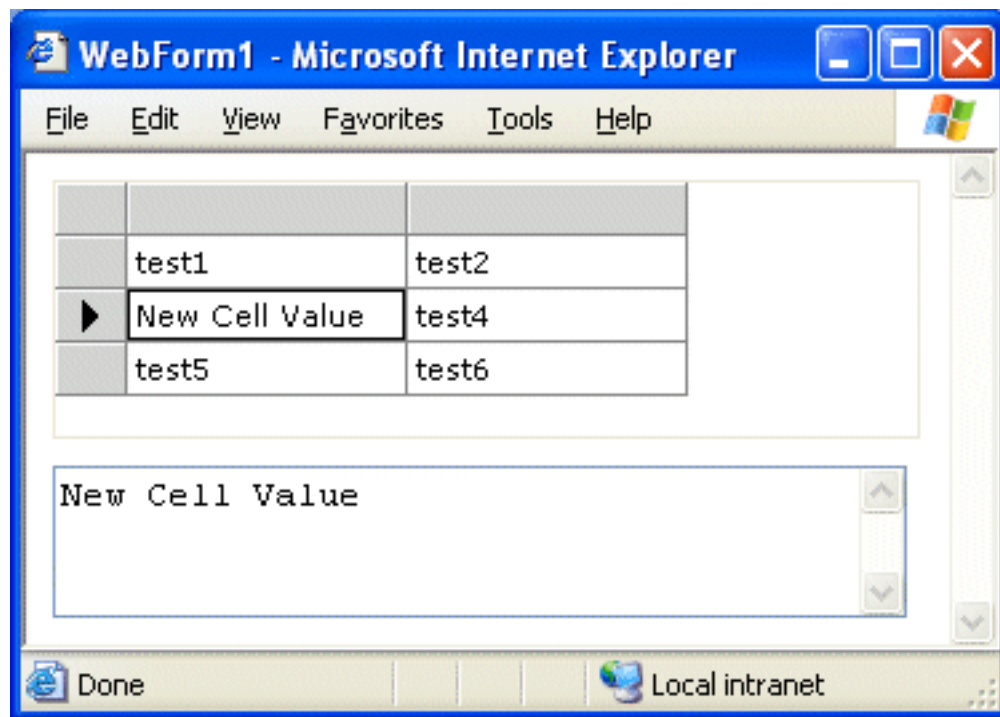 WebForm1 - Microsoft Internet Explorer
File Edit View Favorites Tools Help
test1 test2
New Cell Value test4
test5 test6
New Cell Value
Done Local intranet